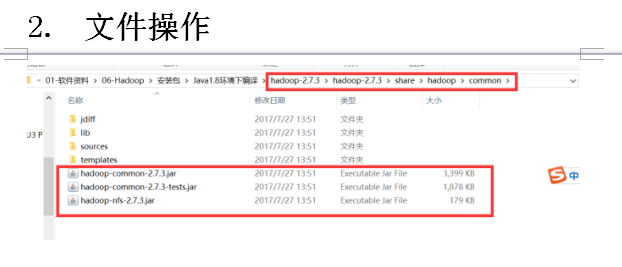 2. 文件操作
« 01-软件资料 > 06-Hadoop > 安装包 > Java1.8环境下编译 > hadoop-2.7.3 > hadoop-2.7.3 > share > hadoop > common >
名称 修改日期 类型 大小
jdiff 2017/7/27 13:51 文件夹
lib 2017/7/27 13:51 文件夹
U3 P
sources 2017/7/27 13:51 文件夹
templates 2017/7/27 13:51 文件夹
hadoop-common-2.7.3.jar 2017/7/27 13:51 Executable Jar File 3,399 KB
hadoop-common-2.7.3-tests.jar 2017/7/27 13:51 Executable Jar File 1,878 KB
hadoop-nfs-2.7.3.jar 2017/7/27 13:51 Executable Jar File 179 KB
S 中